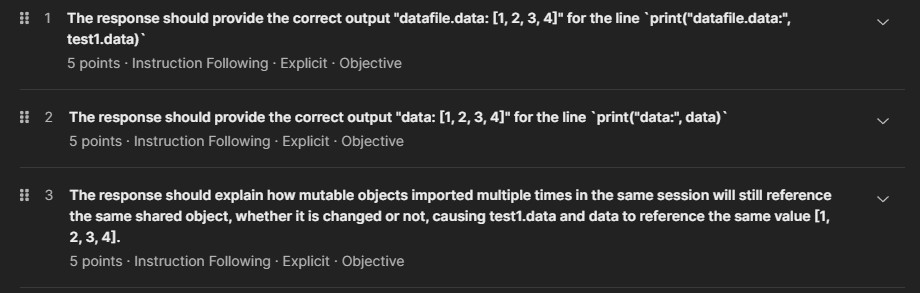 1 The response should provide the correct output "datafile.data: [1, 2, 3, 4]" for the line `print("datafile.data:",
test1.data)`
5 points · Instruction Following · Explicit · Objective
2 The response should provide the correct output "data: [1, 2, 3, 4]" for the line `print("data:", data)`
5 points · Instruction Following · Explicit · Objective
3 The response should explain how mutable objects imported multiple times in the same session will still reference
the same shared object, whether it is changed or not, causing test1.data and data to reference the same value [1,
2, 3, 4].
5 points · Instruction Following · Explicit · Objective